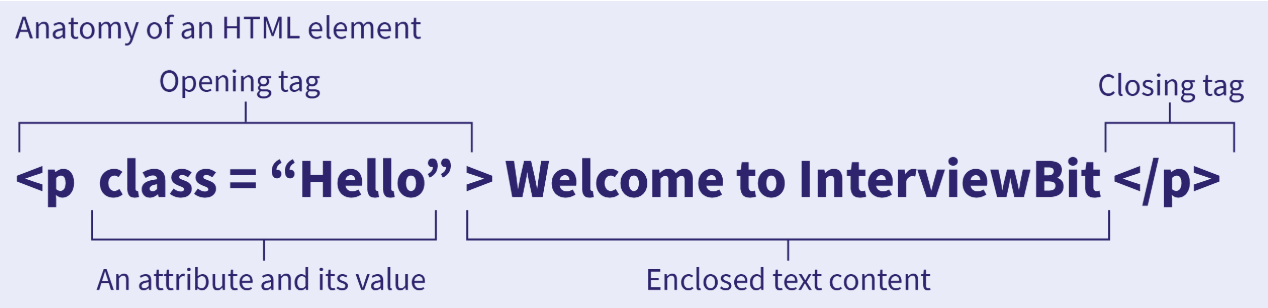 Anatomy of an HTML element
Opening tag
Closing tag
<p class = “Hello” > Welcome to InterviewBit </p>
An attribute and its value
Enclosed text content